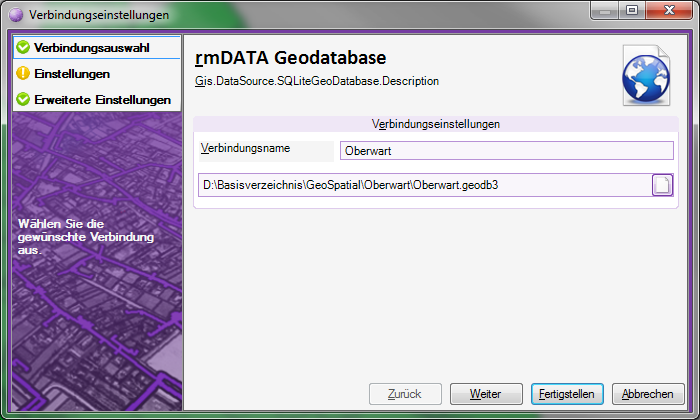 Verbindungseinstellungen
Verbindungsauswahl
Einstellungen
Erweiterte Einstellungen
Wählen Sie die
gewünschte Verbindung
aus.
rmDATA Geodatabase
Gis.DataSource.SQLiteGeoDatabase.Description
Verbindungseinstellungen
Verbindungsname
Oberwart
D:\Basisverzeichnis\GeoSpatial\Oberwart\Oberwart.geodb3
Zurück
Weiter
Fertigstellen
Abbrechen